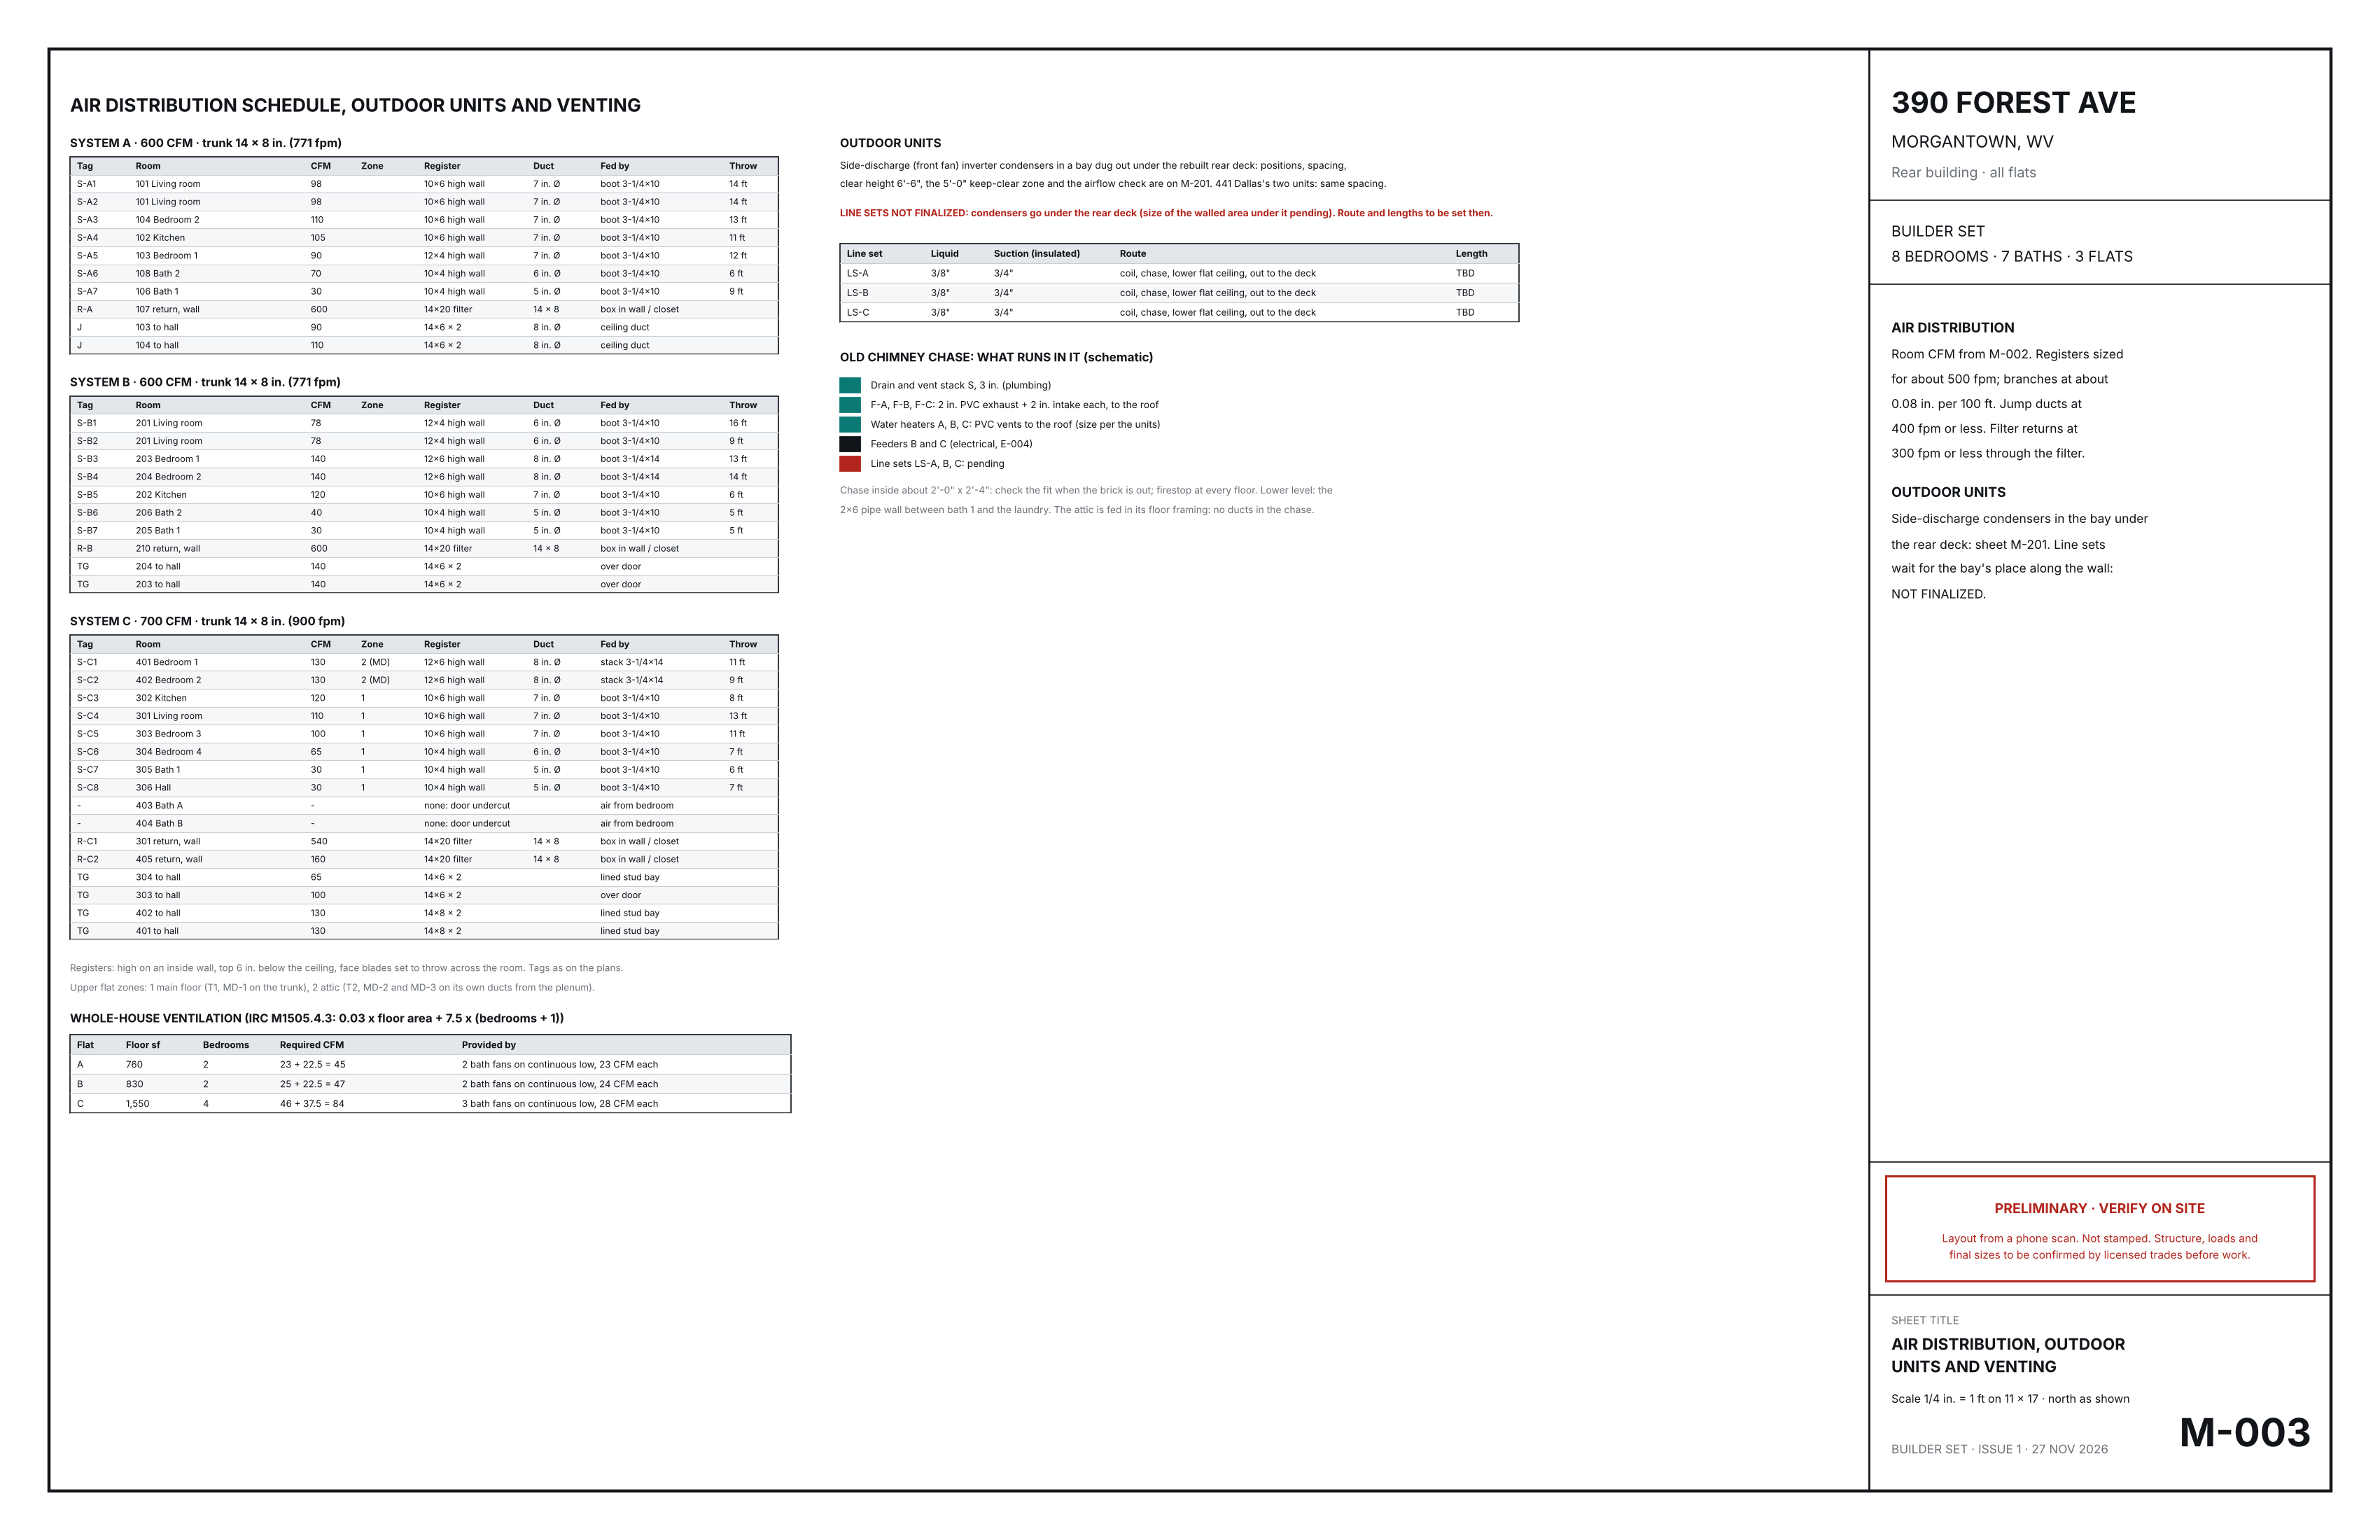 AIR DISTRIBUTION SCHEDULE, OUTDOOR UNITS AND VENTING
SYSTEM A · 600 CFM · trunk 14 × 8 in. (771 fpm)
Tag Room CFM Zone Register Duct Fed by Throw
S-A1 101 Living room 98 10×6 high wall 7 in. Ø boot 3-1/4×10 14 ft
S-A2 101 Living room 98 10×6 high wall 7 in. Ø boot 3-1/4×10 14 ft
S-A3 104 Bedroom 2 110 10×6 high wall 7 in. Ø boot 3-1/4×10 13 ft
S-A4 102 Kitchen 105 10×6 high wall 7 in. Ø boot 3-1/4×10 11 ft
S-A5 103 Bedroom 1 90 12×4 high wall 7 in. Ø boot 3-1/4×10 12 ft
S-A6 108 Bath 2 70 10×4 high wall 6 in. Ø boot 3-1/4×10 6 ft
S-A7 106 Bath 1 30 10×4 high wall 5 in. Ø boot 3-1/4×10 9 ft
R-A 107 return, wall 600 14×20 filter 14 × 8 box in wall / closet
J 103 to hall 90 14×6 × 2 8 in. Ø ceiling duct
J 104 to hall 110 14×6 × 2 8 in. Ø ceiling duct
SYSTEM B · 600 CFM · trunk 14 × 8 in. (771 fpm)
Tag Room CFM Zone Register Duct Fed by Throw
S-B1 201 Living room 78 12×4 high wall 6 in. Ø boot 3-1/4×10 16 ft
S-B2 201 Living room 78 12×4 high wall 6 in. Ø boot 3-1/4×10 9 ft
S-B3 203 Bedroom 1 140 12×6 high wall 8 in. Ø boot 3-1/4×14 13 ft
S-B4 204 Bedroom 2 140 12×6 high wall 8 in. Ø boot 3-1/4×14 14 ft
S-B5 202 Kitchen 120 10×6 high wall 7 in. Ø boot 3-1/4×10 6 ft
S-B6 206 Bath 2 40 10×4 high wall 5 in. Ø boot 3-1/4×10 5 ft
S-B7 205 Bath 1 30 10×4 high wall 5 in. Ø boot 3-1/4×10 5 ft
R-B 210 return, wall 600 14×20 filter 14 × 8 box in wall / closet
TG 204 to hall 140 14×6 × 2 over door
TG 203 to hall 140 14×6 × 2 over door
SYSTEM C · 700 CFM · trunk 14 × 8 in. (900 fpm)
Tag Room CFM Zone Register Duct Fed by Throw
S-C1 401 Bedroom 1 130 2 (MD) 12×6 high wall 8 in. Ø stack 3-1/4×14 11 ft
S-C2 402 Bedroom 2 130 2 (MD) 12×6 high wall 8 in. Ø stack 3-1/4×14 9 ft
S-C3 302 Kitchen 120 1 10×6 high wall 7 in. Ø boot 3-1/4×10 8 ft
S-C4 301 Living room 110 1 10×6 high wall 7 in. Ø boot 3-1/4×10 13 ft
S-C5 303 Bedroom 3 100 1 10×6 high wall 7 in. Ø boot 3-1/4×10 11 ft
S-C6 304 Bedroom 4 65 1 10×4 high wall 6 in. Ø boot 3-1/4×10 7 ft
S-C7 305 Bath 1 30 1 10×4 high wall 5 in. Ø boot 3-1/4×10 6 ft
S-C8 306 Hall 30 1 10×4 high wall 5 in. Ø boot 3-1/4×10 7 ft
- 403 Bath A - none: door undercut air from bedroom
- 404 Bath B - none: door undercut air from bedroom
R-C1 301 return, wall 540 14×20 filter 14 × 8 box in wall / closet
R-C2 405 return, wall 160 14×20 filter 14 × 8 box in wall / closet
TG 304 to hall 65 14×6 × 2 lined stud bay
TG 303 to hall 100 14×6 × 2 over door
TG 402 to hall 130 14×8 × 2 lined stud bay
TG 401 to hall 130 14×8 × 2 lined stud bay
Registers: high on an inside wall, top 6 in. below the ceiling, face blades set to throw across the room. Tags as on the plans.
Upper flat zones: 1 main floor (T1, MD-1 on the trunk), 2 attic (T2, MD-2 and MD-3 on its own ducts from the plenum).
WHOLE-HOUSE VENTILATION (IRC M1505.4.3: 0.03 x floor area + 7.5 x (bedrooms + 1))
Flat Floor sf Bedrooms Required CFM Provided by
A 760 2 23 + 22.5 = 45 2 bath fans on continuous low, 23 CFM each
B 830 2 25 + 22.5 = 47 2 bath fans on continuous low, 24 CFM each
C 1,550 4 46 + 37.5 = 84 3 bath fans on continuous low, 28 CFM each
OUTDOOR UNITS
Side-discharge (front fan) inverter condensers in a bay dug out under the rebuilt rear deck: positions, spacing,
clear height 6'-6", the 5'-0" keep-clear zone and the airflow check are on M-201. 441 Dallas's two units: same spacing.
LINE SETS NOT FINALIZED: condensers go under the rear deck (size of the walled area under it pending). Route and lengths to be set then.
Line set Liquid Suction (insulated) Route Length
LS-A 3/8" 3/4" coil, chase, lower flat ceiling, out to the deck TBD
LS-B 3/8" 3/4" coil, chase, lower flat ceiling, out to the deck TBD
LS-C 3/8" 3/4" coil, chase, lower flat ceiling, out to the deck TBD
OLD CHIMNEY CHASE: WHAT RUNS IN IT (schematic)
Drain and vent stack S, 3 in. (plumbing)
F-A, F-B, F-C: 2 in. PVC exhaust + 2 in. intake each, to the roof
Water heaters A, B, C: PVC vents to the roof (size per the units)
Feeders B and C (electrical, E-004)
Line sets LS-A, B, C: pending
Chase inside about 2'-0" x 2'-4": check the fit when the brick is out; firestop at every floor. Lower level: the
2×6 pipe wall between bath 1 and the laundry. The attic is fed in its floor framing: no ducts in the chase.
390 FOREST AVE
MORGANTOWN, WV
Rear building · all flats
BUILDER SET
8 BEDROOMS · 7 BATHS · 3 FLATS
AIR DISTRIBUTION
Room CFM from M-002. Registers sized
for about 500 fpm; branches at about
0.08 in. per 100 ft. Jump ducts at
400 fpm or less. Filter returns at
300 fpm or less through the filter.
OUTDOOR UNITS
Side-discharge condensers in the bay under
the rear deck: sheet M-201. Line sets
wait for the bay's place along the wall:
NOT FINALIZED.
PRELIMINARY · VERIFY ON SITE
Layout from a phone scan. Not stamped. Structure, loads and
final sizes to be confirmed by licensed trades before work.
SHEET TITLE
AIR DISTRIBUTION, OUTDOOR
UNITS AND VENTING
Scale 1/4 in. = 1 ft on 11 × 17 · north as shown
BUILDER SET · ISSUE 1 · 27 NOV 2026
M-003